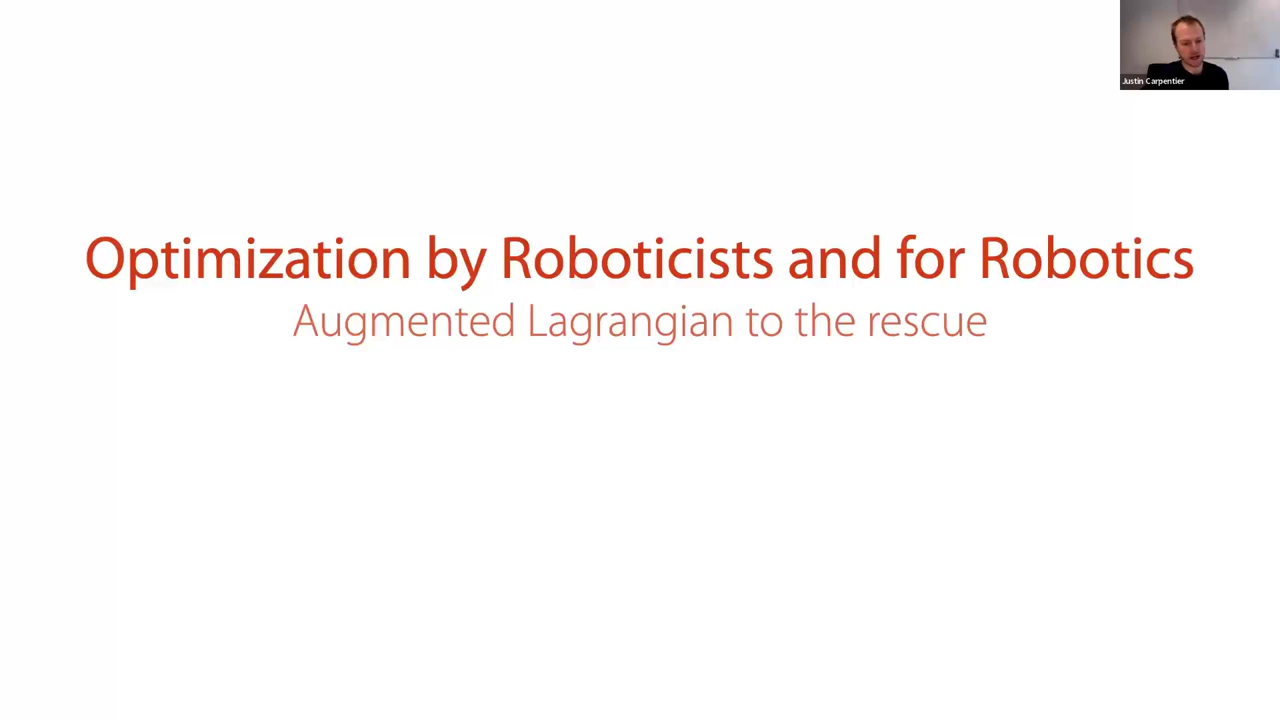 Justin Carpentier
Optimization by Roboticists and for Robotics
Augmented Lagrangian to the rescue